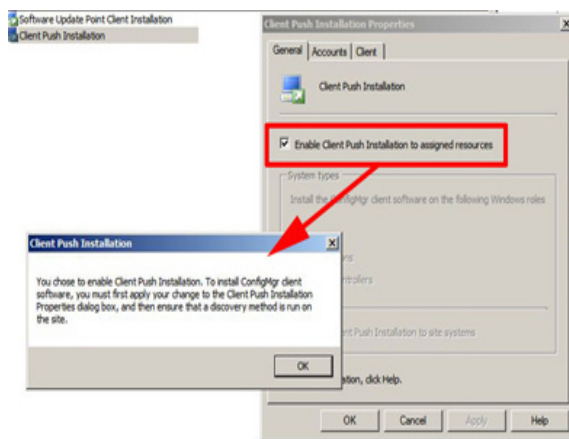 Software Update Point Client Installation
Client Push Installation
Client Push Installation Properties
General Accounts Client
Client Push Installation
Enable Client Push Installation to assigned resources
System types
Install the ConfigMgr client software on the following Windows roles
ent Push Installation to site systems
ation, click Help.
OK Cancel Apply Help
Client Push Installation
You chose to enable Client Push Installation. To install ConfigMgr client
software, you must first apply your change to the Client Push Installation
Properties dialog box, and then ensure that a discovery method is run on
the site.
OK